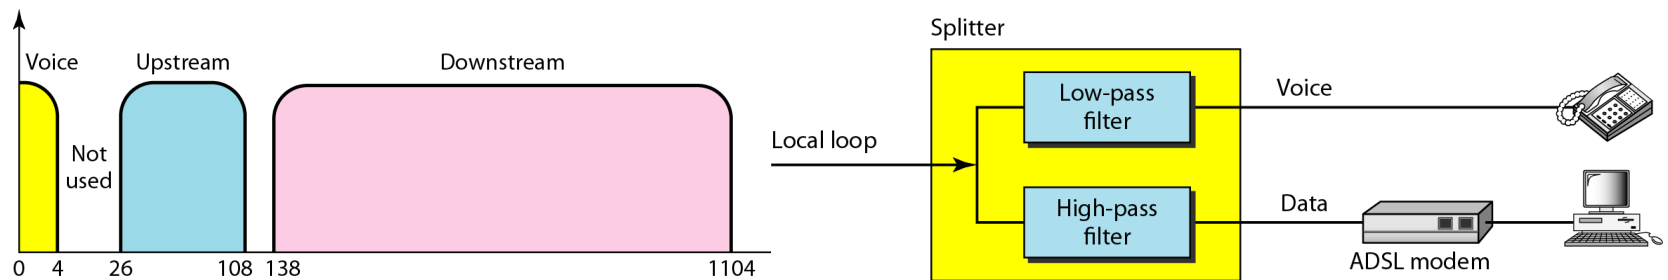 Voice
Upstream
Downstream
Not
used
0 4 26 108 138 1104
Splitter
Local loop
Low-pass
filter
High-pass
filter
Voice
Data
ADSL modem